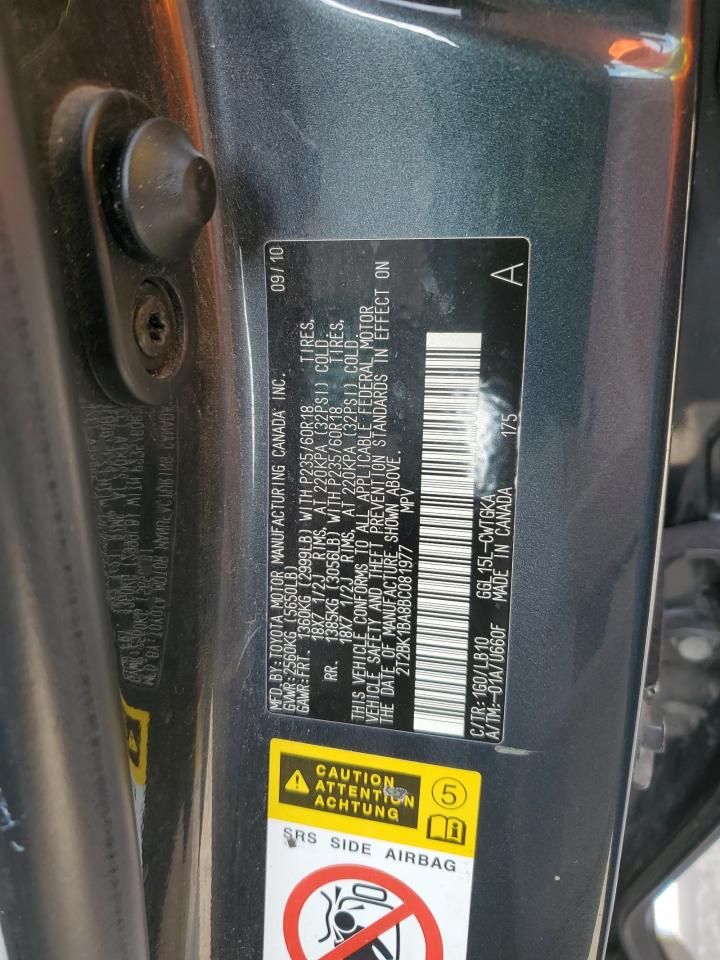 MFD. BY: TOYOTA MOTOR MANUFACTURING CANADA INC. 09/10
GVWR: 2560KG (5650LB)
GAWR: FRT. 1360KG (2999LB) WITH P235/60R18 TIRES,
18X7 1/2J RIMS, AT 220KPA (32PSI) COLD
RR. 1385KG (3056LB) WITH P235/60R18 TIRES,
18X7 1/2J RIMS, AT 220KPA (32PSI) COLD.
THIS VEHICLE CONFORMS TO ALL APPLICABLE FEDERAL MOTOR
VEHICLE SAFETY AND THEFT PREVENTION STANDARDS IN EFFECT ON
THE DATE OF MANUFACTURE SHOWN ABOVE.
2T2BK1BA8BC081977 MPV
A
C/TR: 1G0/LB10 GGL15L-CWTGKA 175
A/TM: -01A/U660F MADE IN CANADA
CAUTION
ATTENTION
ACHTUNG
5
SRS SIDE AIRBAG